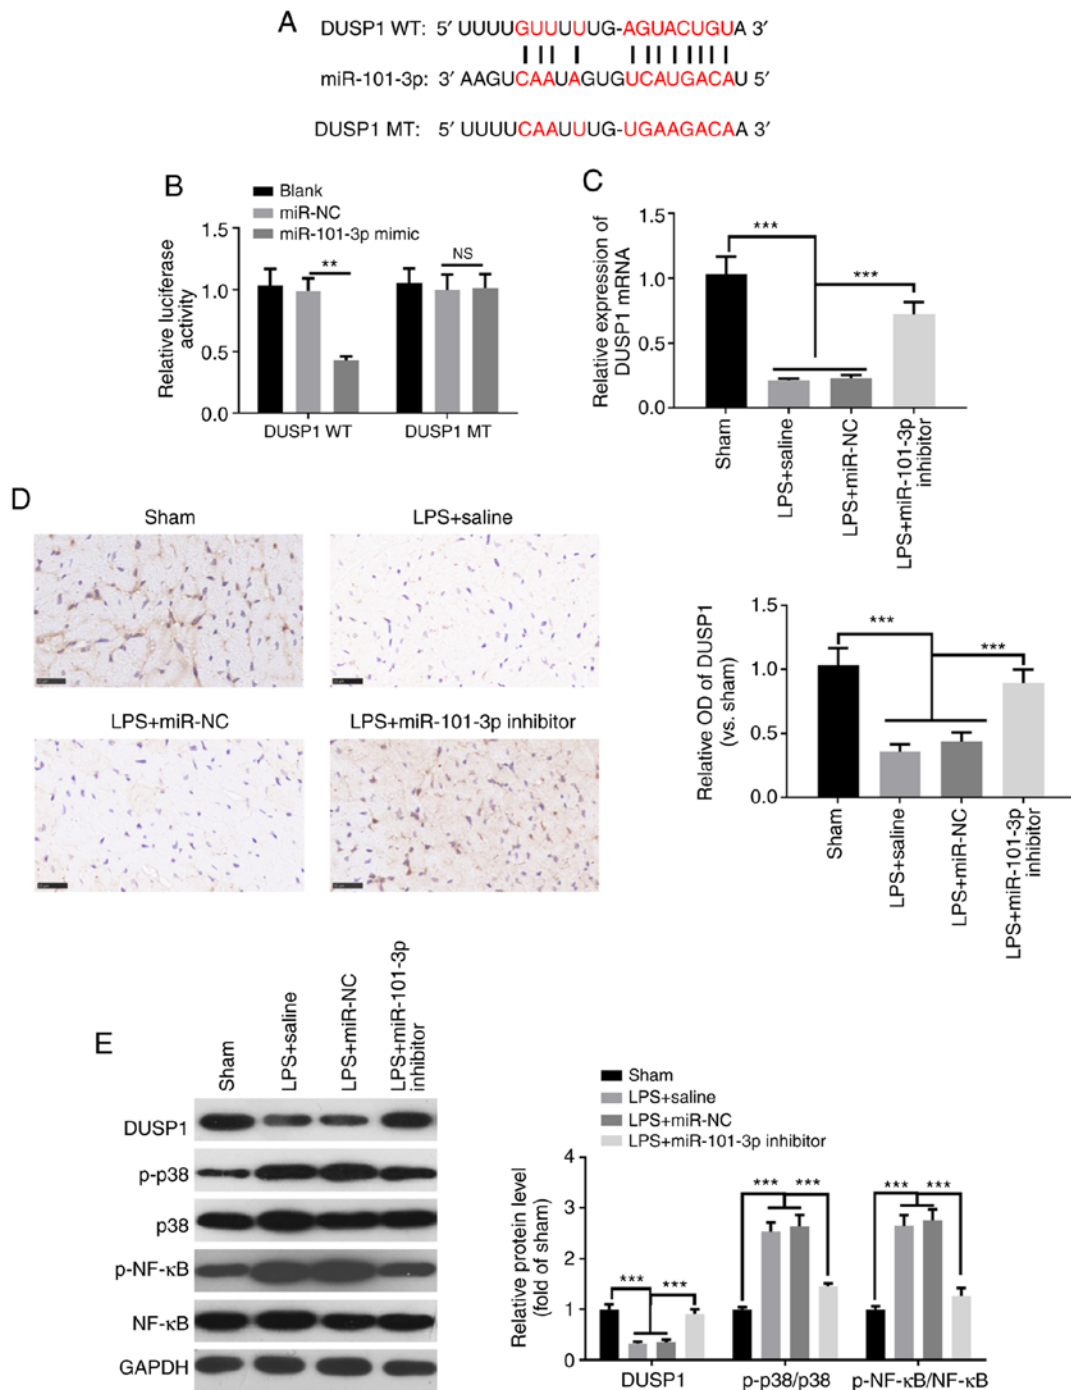 A
DUSP1 WT: 5′ UUUUGUUUUUUG-AGUACUGUA 3′
miR-101-3p: 3′ AAGUCAAUAGUGUCAUGACAU 5′
DUSP1 MT: 5′ UUUUCAAUUUG-UGAAGACAA 3′
B
Blank
miR-NC
miR-101-3p mimic
Relative luciferase
activity
1.5
1.0
0.5
0.0
**
NS
DUSP1 WT
DUSP1 MT
C
Relative expression of
DUSP1 mRNA
1.5
1.0
0.5
0.0
***
***
Sham
LPS+saline
LPS+miR-NC
LPS+miR-101-3p
inhibitor
D
Sham
LPS+saline
LPS+miR-NC
LPS+miR-101-3p inhibitor
Relative OD of DUSP1
(vs. sham)
1.5
1.0
0.5
0.0
***
***
Sham
LPS+saline
LPS+miR-NC
LPS+miR-101-3p
inhibitor
E
Sham
LPS+saline
LPS+miR-NC
LPS+miR-101-3p
inhibitor
DUSP1
p-p38
p38
p-NF-κB
NF-κB
GAPDH
Sham
LPS+saline
LPS+miR-NC
LPS+miR-101-3p inhibitor
Relative protein level
(fold of sham)
4
3
2
1
0
*** ***
*** ***
*** ***
DUSP1
p-p38/p38
p-NF-κB/NF-κB